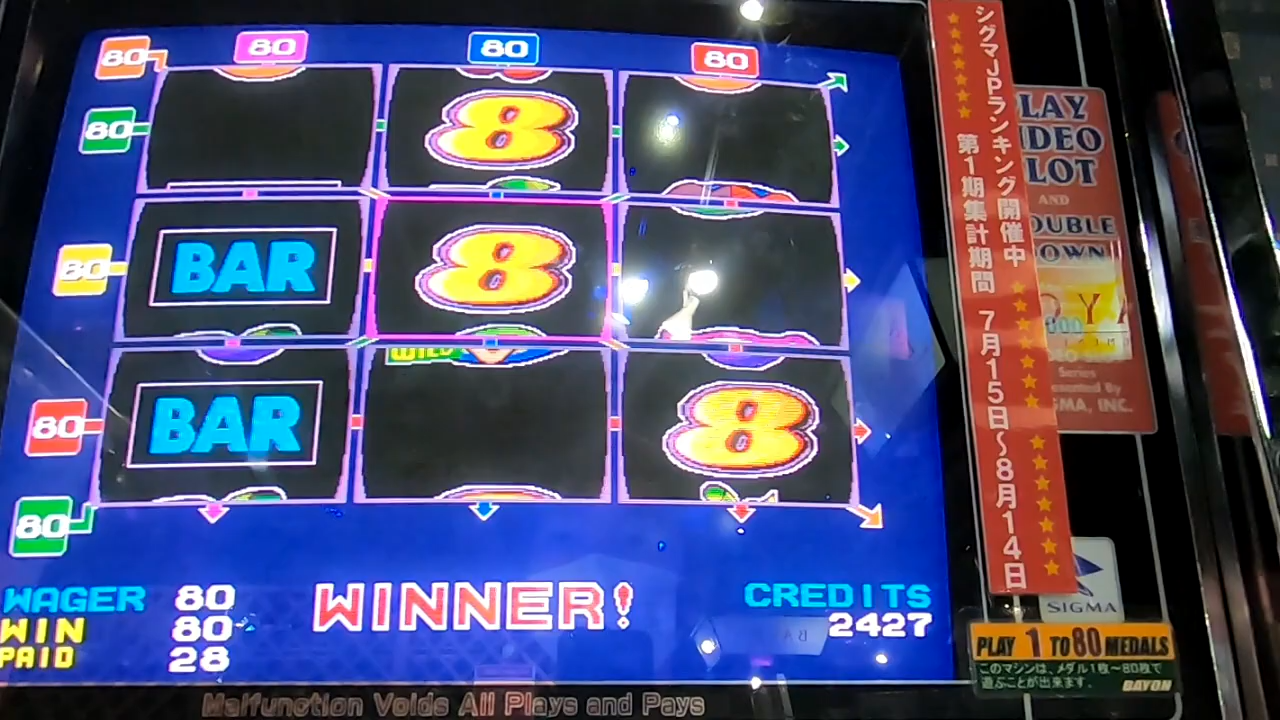 80 80 80 80
80
8
80 BAR 8
WILD
80 BAR 8
80
WAGER 80
WIN 80
PAID 28
WINNER!
CREDITS
2427
Malfunction Voids All Plays and Pays
シグマJPランキング開催中
第1期集計期間 7月15日～8月14日
PLAY
VIDEO
SLOT
AND
DOUBLE
DOWN
Series
Presented By
SIGMA, INC.
SIGMA
PLAY 1 TO 80 MEDALS
このマシンは、メダル1枚～80枚で
遊ぶことが出来ます。
BAYON